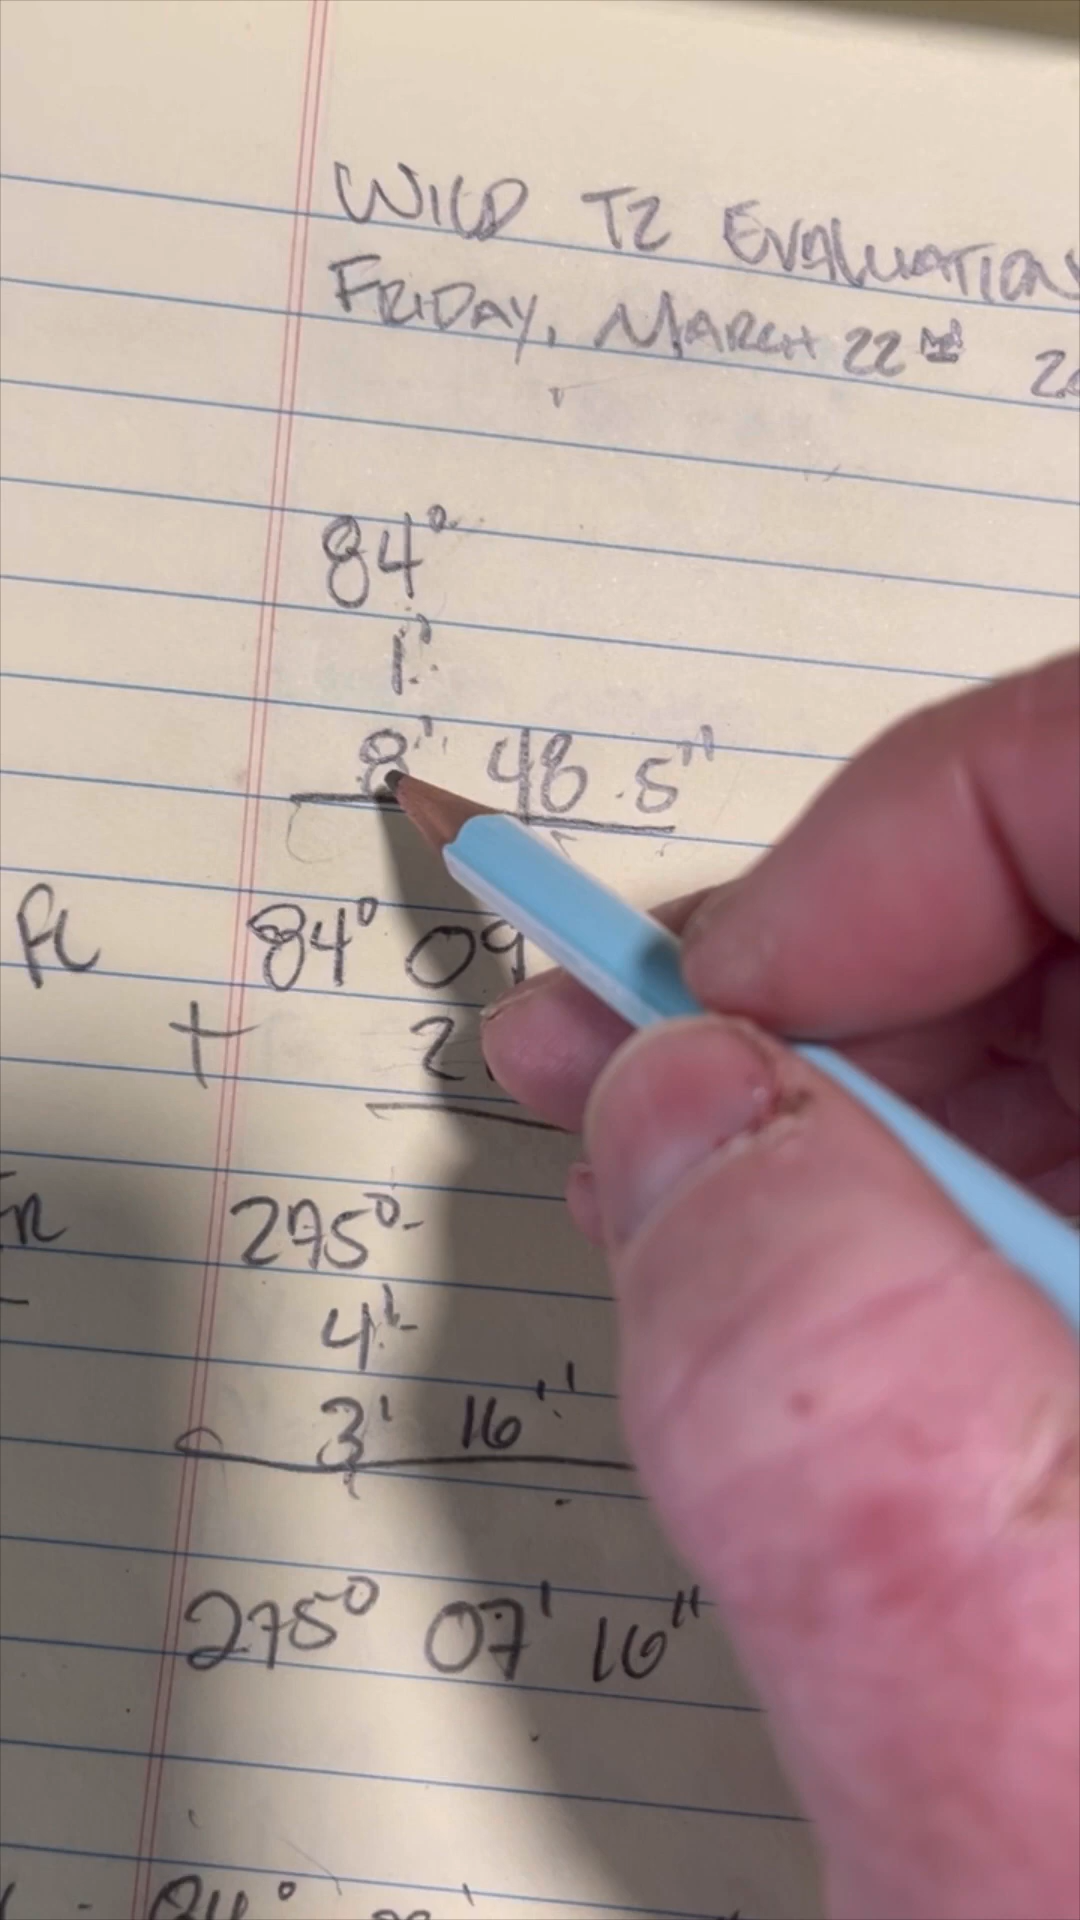 WILD T2 EVALUATION
FRIDAY, MARCH 22nd
84°
1'
8' 48.5"
FL 84° 09
+ 2
275°
4'
3' 16"
275° 07' 16"